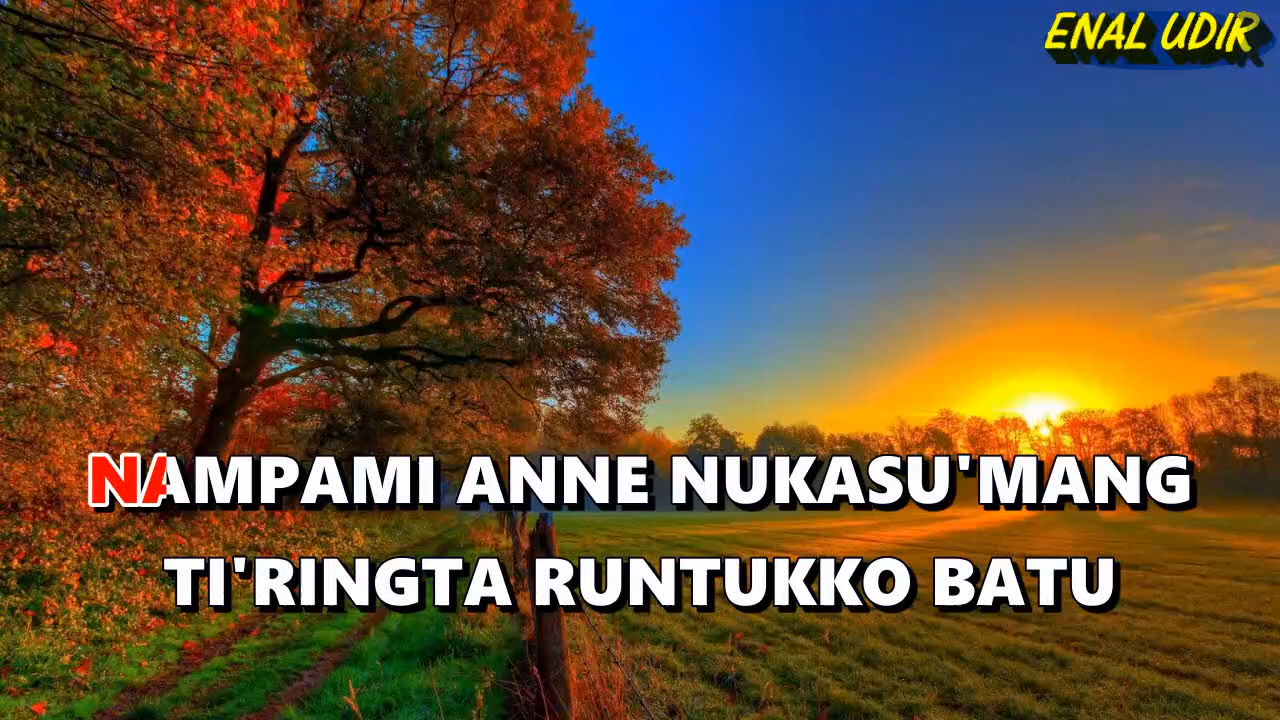 ENAL UDIR
NAMPAMI ANNE NUKASU'MANG
TI'RINGTA RUNTUKKO BATU